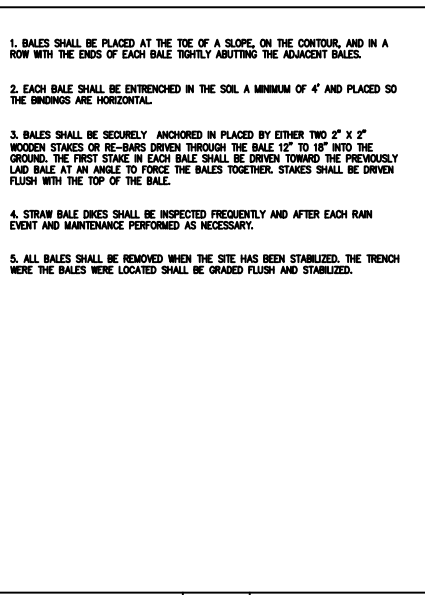 1. BALES SHALL BE PLACED AT THE TOE OF A SLOPE, ON THE CONTOUR, AND IN A
ROW WITH THE ENDS OF EACH BALE TIGHTLY ABUTTING THE ADJACENT BALES.
2. EACH BALE SHALL BE ENTRENCHED IN THE SOIL A MINIMUM OF 4' AND PLACED SO
THE BINDINGS ARE HORIZONTAL.
3. BALES SHALL BE SECURELY ANCHORED IN PLACED BY EITHER TWO 2" X 2"
WOODEN STAKES OR RE-BARS DRIVEN THROUGH THE BALE 12" TO 18" INTO THE
GROUND. THE FIRST STAKE IN EACH BALE SHALL BE DRIVEN TOWARD THE PREVIOUSLY
LAID BALE AT AN ANGLE TO FORCE THE BALES TOGETHER. STAKES SHALL BE DRIVEN
FLUSH WITH THE TOP OF THE BALE.
4. STRAW BALE DIKES SHALL BE INSPECTED FREQUENTLY AND AFTER EACH RAIN
EVENT AND MAINTENANCE PERFORMED AS NECESSARY.
5. ALL BALES SHALL BE REMOVED WHEN THE SITE HAS BEEN STABILIZED. THE TRENCH
WERE THE BALES WERE LOCATED SHALL BE GRADED FLUSH AND STABILIZED.